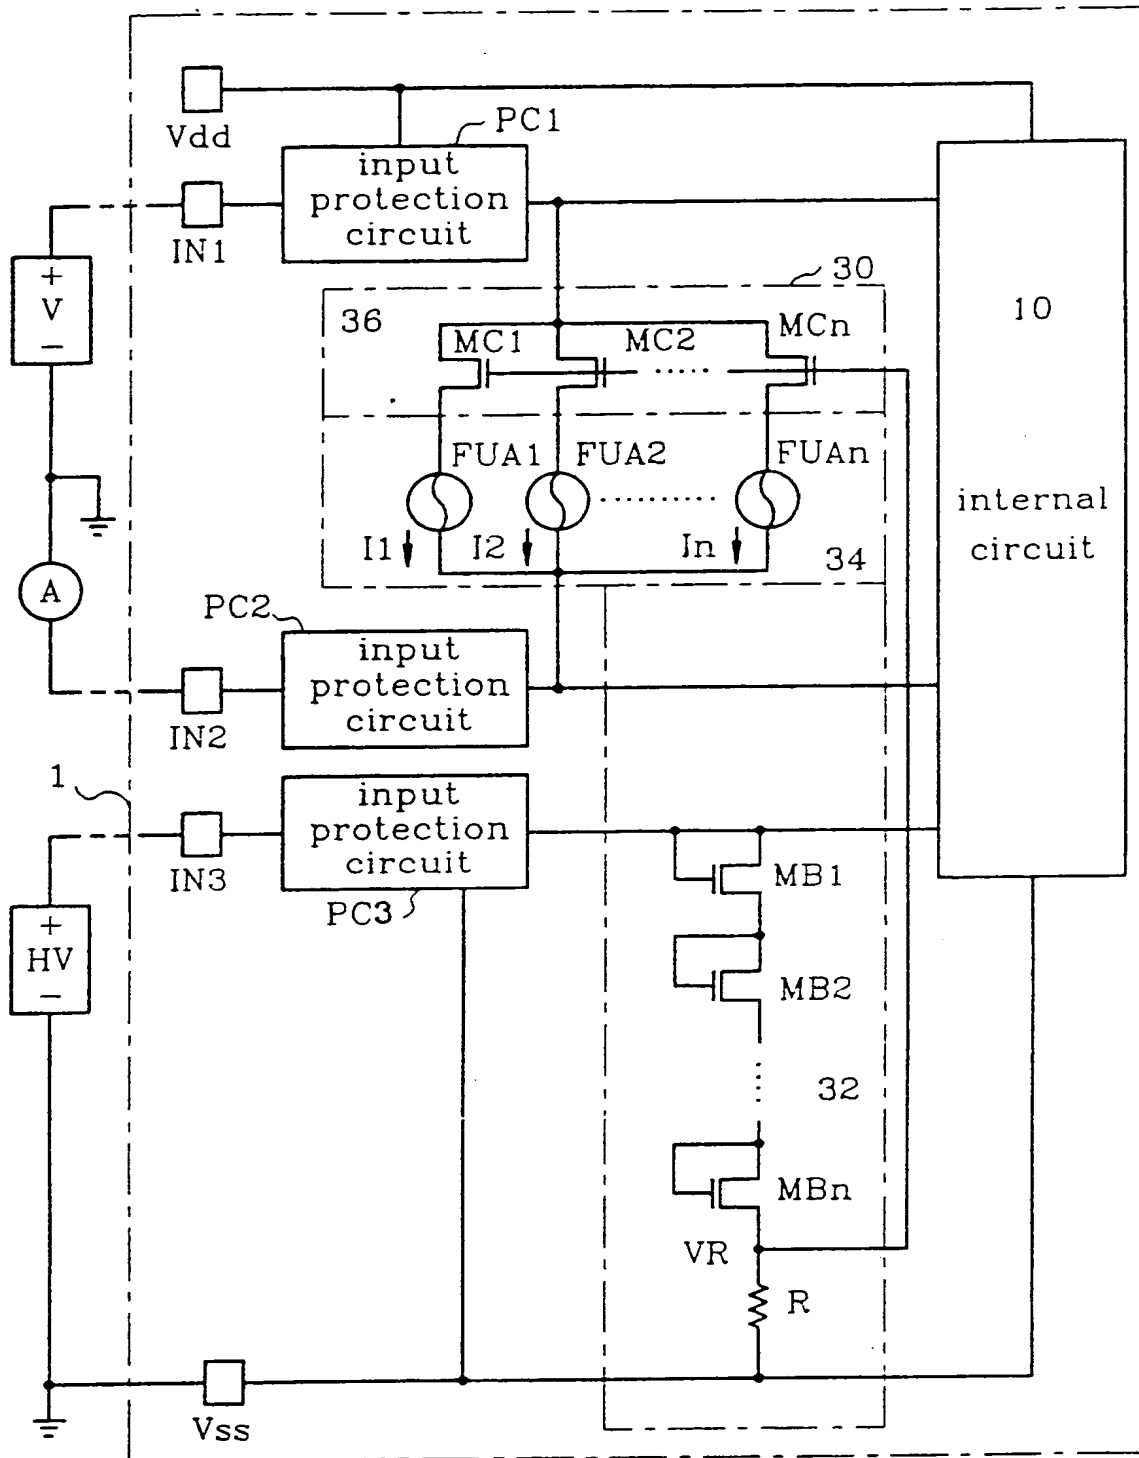 Vdd
PC1
input
protection
circuit
IN1
+
V
−
30
36
MC1
MC2
MCn
.....
10
internal
circuit
FUA1
FUA2
FUAn
..........
I1
I2
In
34
A
PC2
input
protection
circuit
IN2
1
input
protection
circuit
IN3
PC3
+
HV
−
MB1
MB2
.....
32
MBn
VR
R
Vss